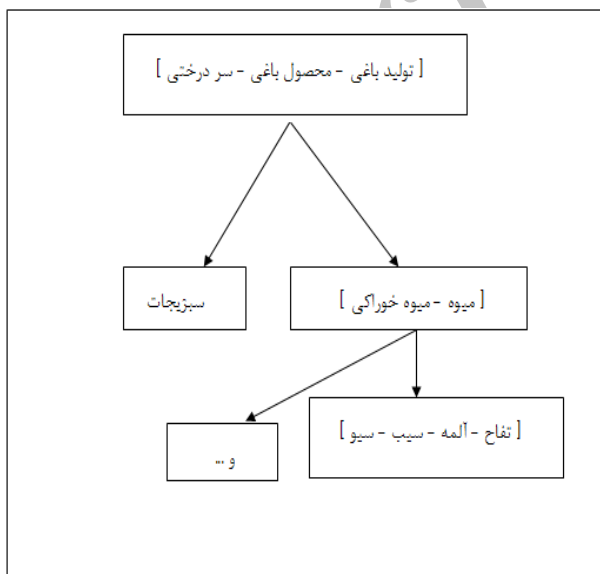 [ تولید باغی - محصول باغی - سر درختی ]
[ میوه - میوه خوراکی ]
سبزیجات
[ تفاح - آلمه - سیب - سیو ]
و ...